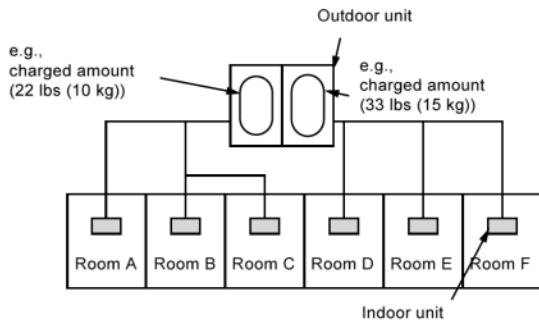 Outdoor unit
e.g.,
charged amount
(22 lbs (10 kg))
e.g.,
charged amount
(33 lbs (15 kg))
Room A Room B Room C Room D Room E Room F
Indoor unit